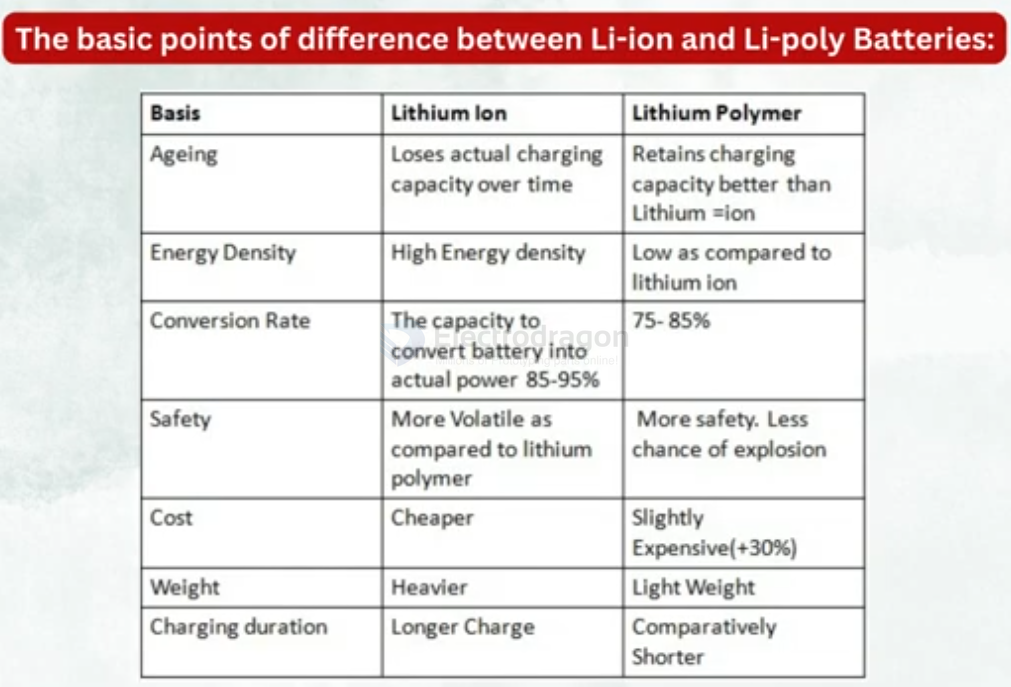 The basic points of difference between Li-ion and Li-poly Batteries:
Basis
Lithium Ion
Lithium Polymer
Ageing
Loses actual charging
capacity over time
Retains charging
capacity better than
Lithium =ion
Energy Density
High Energy density
Low as compared to
lithium ion
Conversion Rate
The capacity to
convert battery into
actual power 85-95%
75- 85%
Electrodragon
Safety
More Volatile as
compared to lithium
polymer
More safety. Less
chance of explosion
Cost
Cheaper
Slightly
Expensive(+30%)
Weight
Heavier
Light Weight
Charging duration
Longer Charge
Comparatively
Shorter